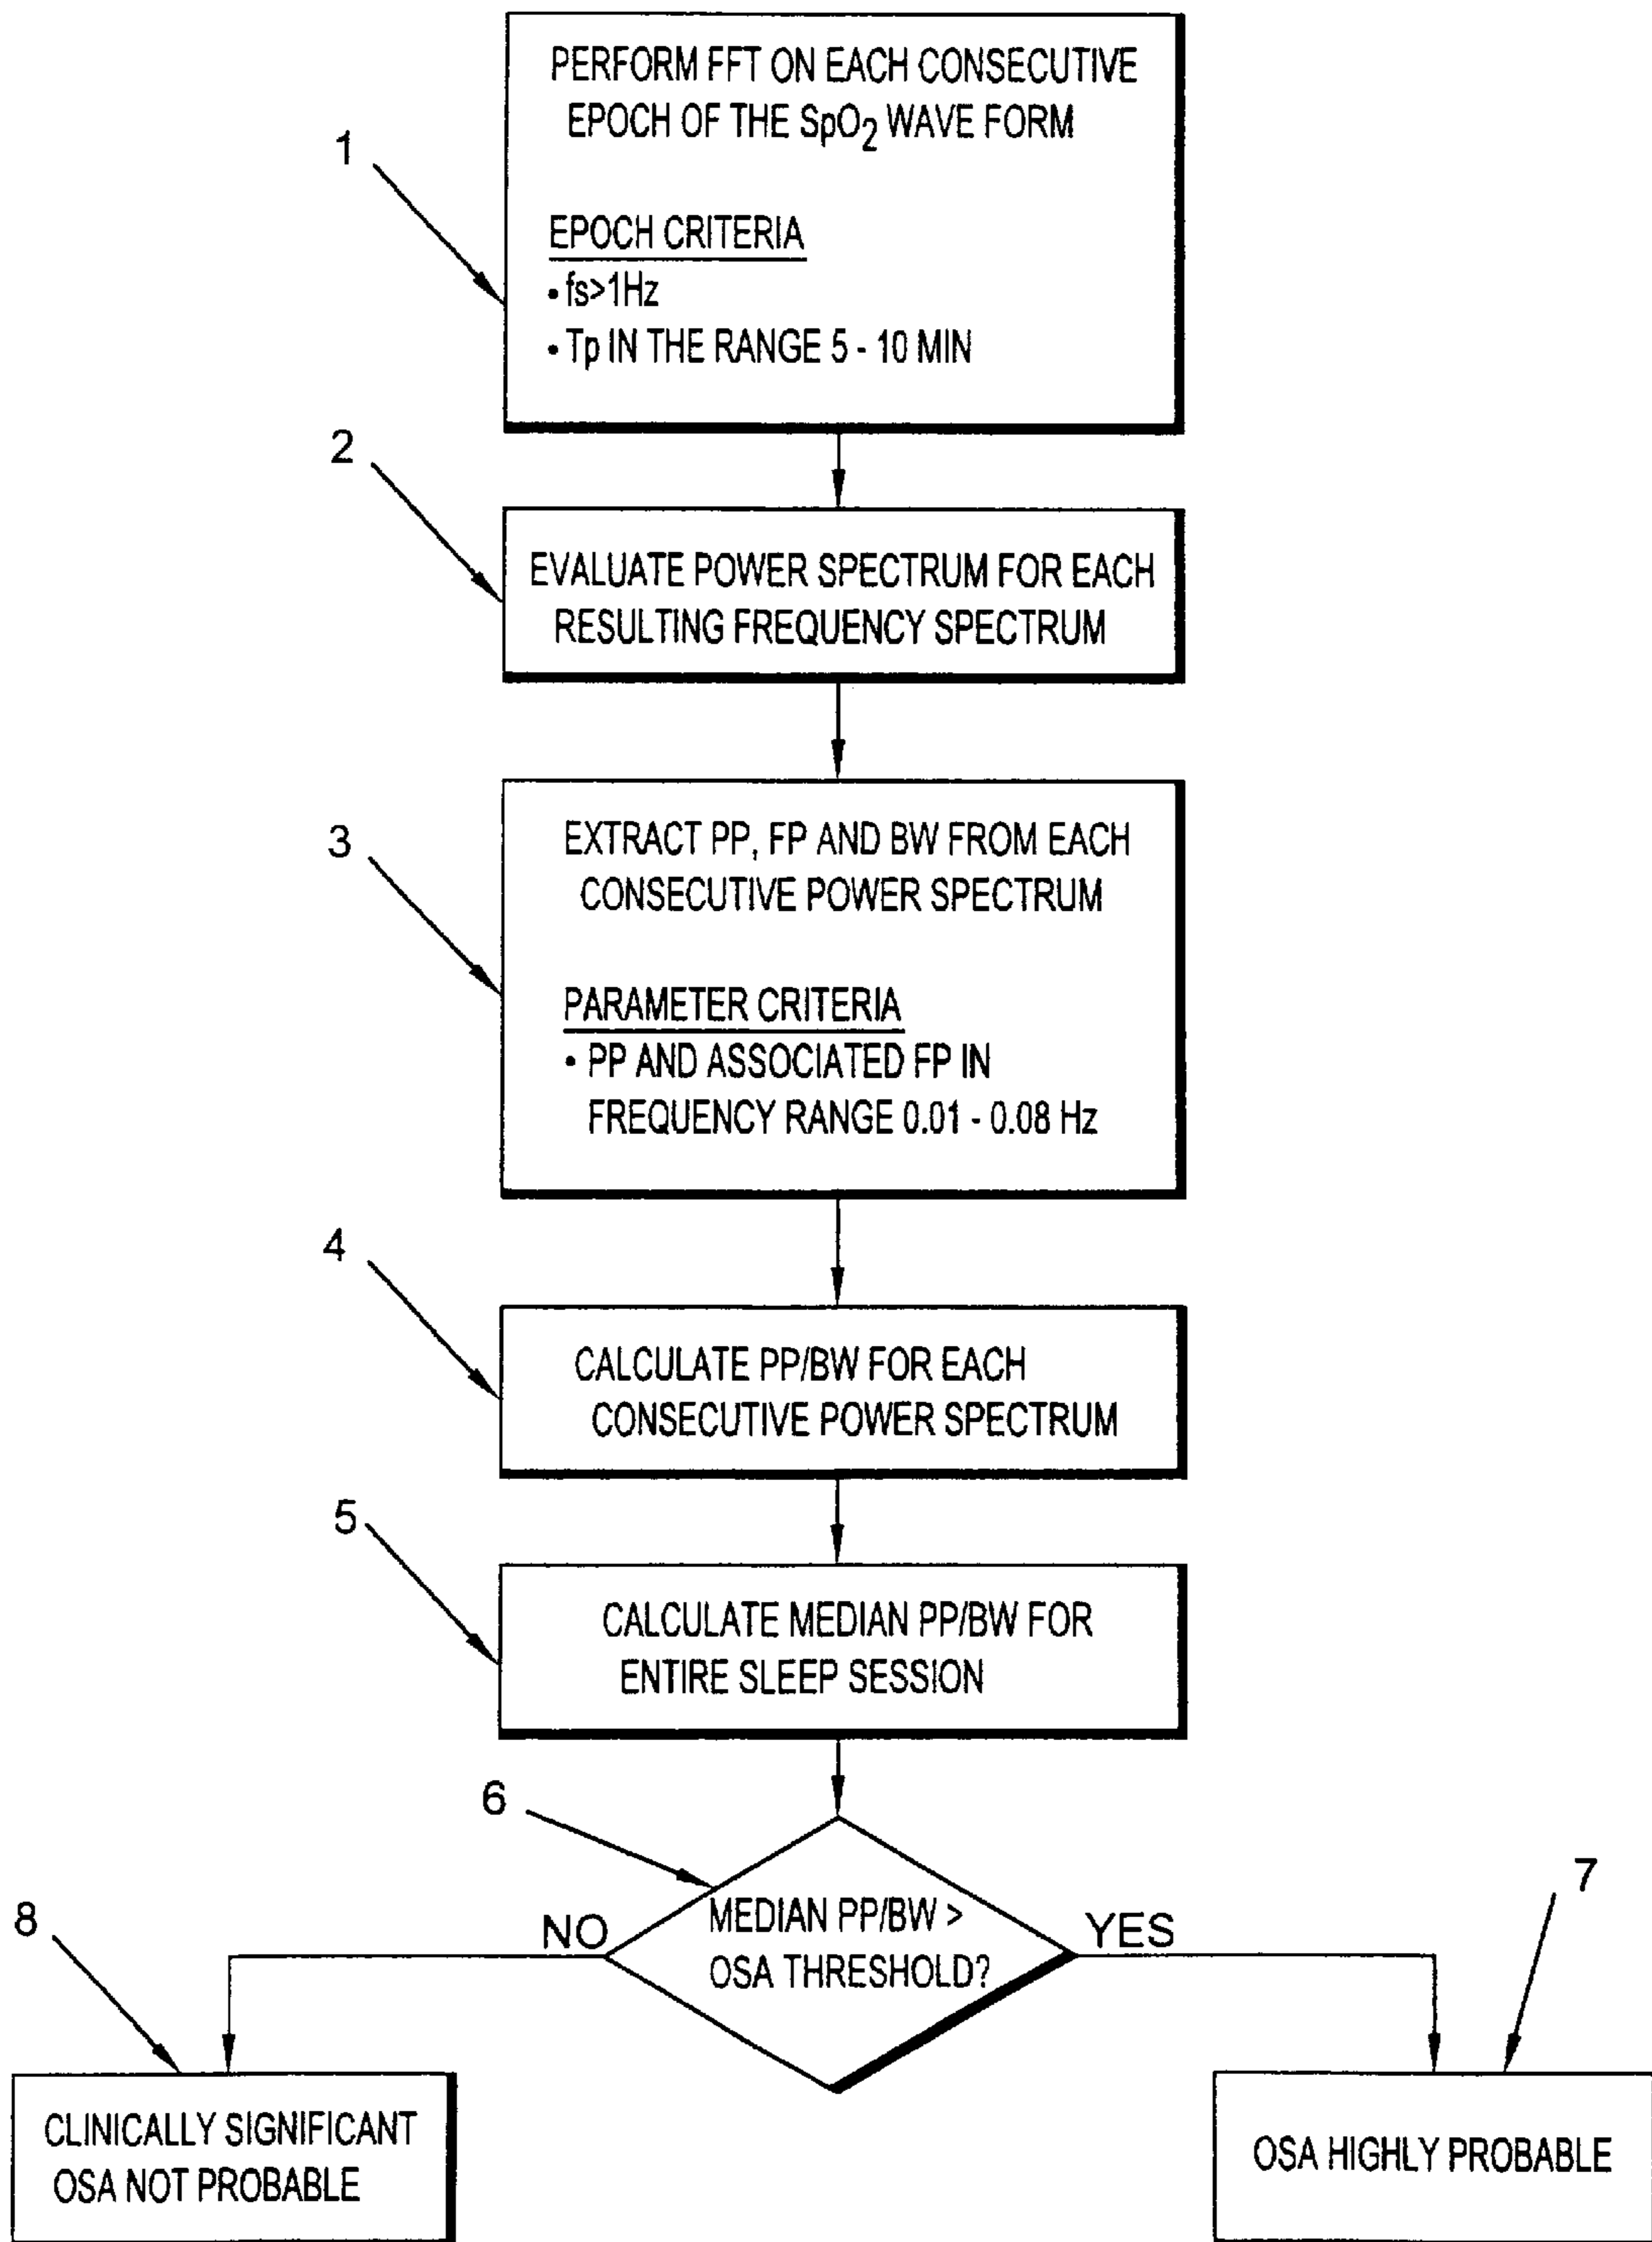 1
PERFORM FFT ON EACH CONSECUTIVE
EPOCH OF THE SpO₂ WAVE FORM
EPOCH CRITERIA
• fs>1Hz
• Tp IN THE RANGE 5 - 10 MIN
2
EVALUATE POWER SPECTRUM FOR EACH
RESULTING FREQUENCY SPECTRUM
3
EXTRACT PP, FP AND BW FROM EACH
CONSECUTIVE POWER SPECTRUM
PARAMETER CRITERIA
• PP AND ASSOCIATED FP IN
FREQUENCY RANGE 0.01 - 0.08 Hz
4
CALCULATE PP/BW FOR EACH
CONSECUTIVE POWER SPECTRUM
5
CALCULATE MEDIAN PP/BW FOR
ENTIRE SLEEP SESSION
6
MEDIAN PP/BW >
OSA THRESHOLD?
NO
YES
8
CLINICALLY SIGNIFICANT
OSA NOT PROBABLE
7
OSA HIGHLY PROBABLE